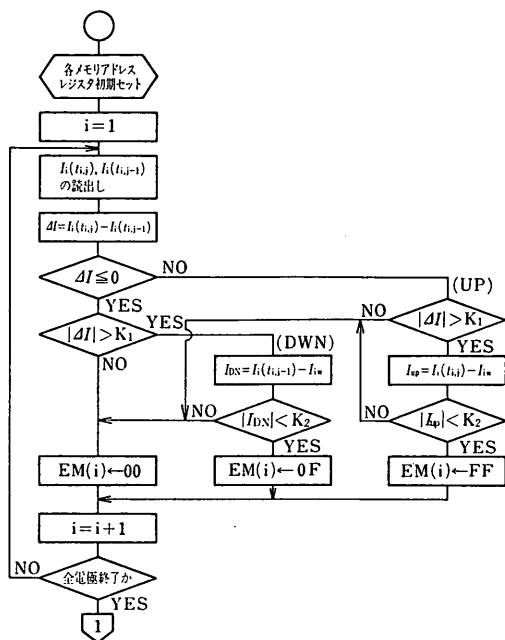 各メモリアドレス
レジスタ初期セット
i=1
Ii(ti,j), Ii(ti,j-1)
の読出し
ΔI=Ii(ti,j)−Ii(ti,j-1)
ΔI≦0
NO
YES
(UP)
|ΔI|>K1
YES
NO
|ΔI|>K1
NO
YES
(DWN)
IDN=Ii(ti,j-1)−Iiw
Iup=Ii(ti,j)−Iiw
|IDN|<K2
NO
YES
|Iup|<K2
NO
YES
EM(i)←00
EM(i)←0F
EM(i)←FF
i=i+1
全電極終了か
NO
YES
1